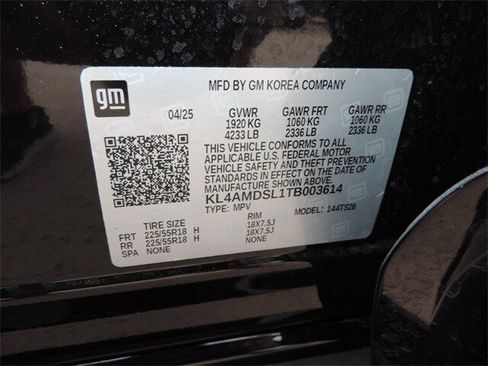 gm
MFD BY GM KOREA COMPANY
04/25 GVWR GAWR FRT GAWR RR
1920 KG 1060 KG 1060 KG
4233 LB 2336 LB 2336 LB
THIS VEHICLE CONFORMS TO ALL
APPLICABLE U.S. FEDERAL MOTOR
VEHICLE SAFETY AND THEFT PREVENTION
STANDARDS IN EFFECT ON THE DATE OF
MANUFACTURE SHOWN ABOVE.
KL4AMDSL1TB003614
TYPE: MPV MODEL: 144TS26
TIRE SIZE RIM
FRT 225/55R18 H 18X7.5J
RR 225/55R18 H 18X7.5J
SPA NONE NONE